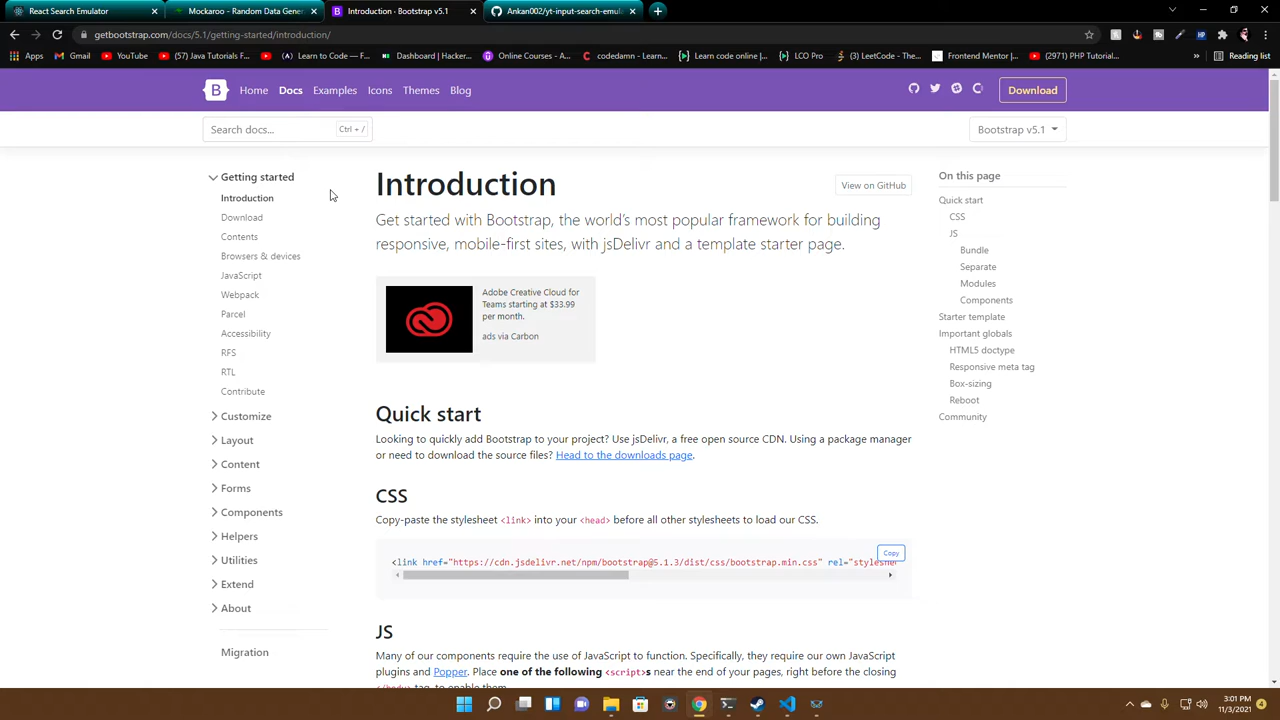 React Search Emulator
Mockaroo - Random Data Gene
Introduction · Bootstrap v5.1
Ankan002/yt-input-search-emul
getbootstrap.com/docs/5.1/getting-started/introduction/
Apps
Gmail
YouTube
(5) Java Tutorials F...
(A) Learn to Code — F...
Dashboard | Hacker...
Online Courses - A...
codedamn - Learn...
Learn code online |...
LCO Pro
(3) LeetCode - The...
Frontend Mentor |...
(2971) PHP Tutorial...
»
Reading list
B
Home
Docs
Examples
Icons
Themes
Blog
Download
Search docs...
Ctrl + /
Bootstrap v5.1
Getting started
Introduction
Download
Contents
Browsers & devices
JavaScript
Webpack
Parcel
Accessibility
RFS
RTL
Contribute
Customize
Layout
Content
Forms
Components
Helpers
Utilities
Extend
About
Migration
Introduction
View on GitHub
Get started with Bootstrap, the world's most popular framework for building
responsive, mobile-first sites, with jsDelivr and a template starter page.
Adobe Creative Cloud for
Teams starting at $33.99
per month.
ads via Carbon
Quick start
Looking to quickly add Bootstrap to your project? Use jsDelivr, a free open source CDN. Using a package manager
or need to download the source files? Head to the downloads page.
CSS
Copy-paste the stylesheet <link> into your <head> before all other stylesheets to load our CSS.
Copy
<link href="https://cdn.jsdelivr.net/npm/bootstrap@5.1.3/dist/css/bootstrap.min.css" rel="styleshe
JS
Many of our components require the use of JavaScript to function. Specifically, they require our own JavaScript
plugins and Popper. Place one of the following <script>s near the end of your pages, right before the closing
</body> tag, to enable them.
On this page
Quick start
CSS
JS
Bundle
Separate
Modules
Components
Starter template
Important globals
HTML5 doctype
Responsive meta tag
Box-sizing
Reboot
Community
3:01 PM
11/3/2021